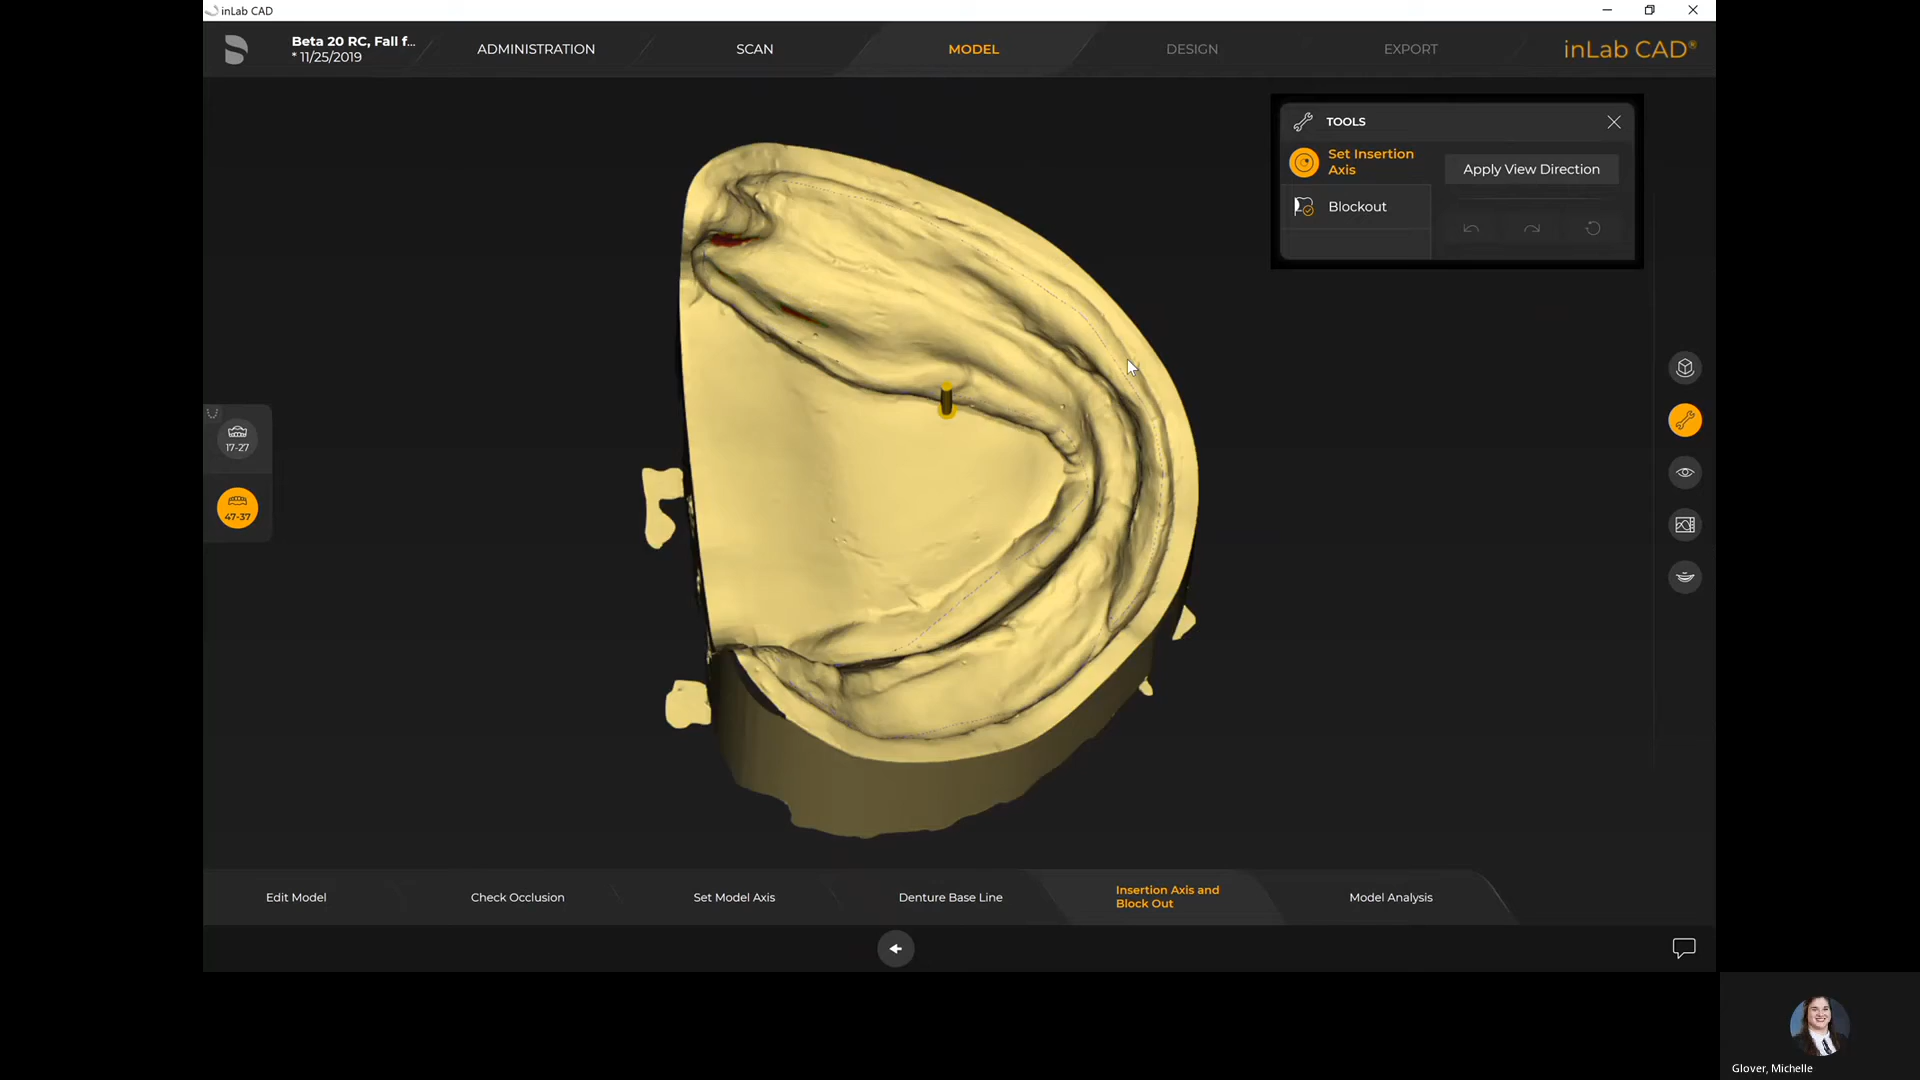 inLab CAD
Beta 20 RC, Fall f...
* 11/25/2019
ADMINISTRATION
SCAN
MODEL
DESIGN
EXPORT
inLab CAD®
TOOLS
Set Insertion
Axis
Apply View Direction
Blockout
17-27
47-37
Edit Model
Check Occlusion
Set Model Axis
Denture Base Line
Insertion Axis and
Block Out
Model Analysis
Glover, Michelle